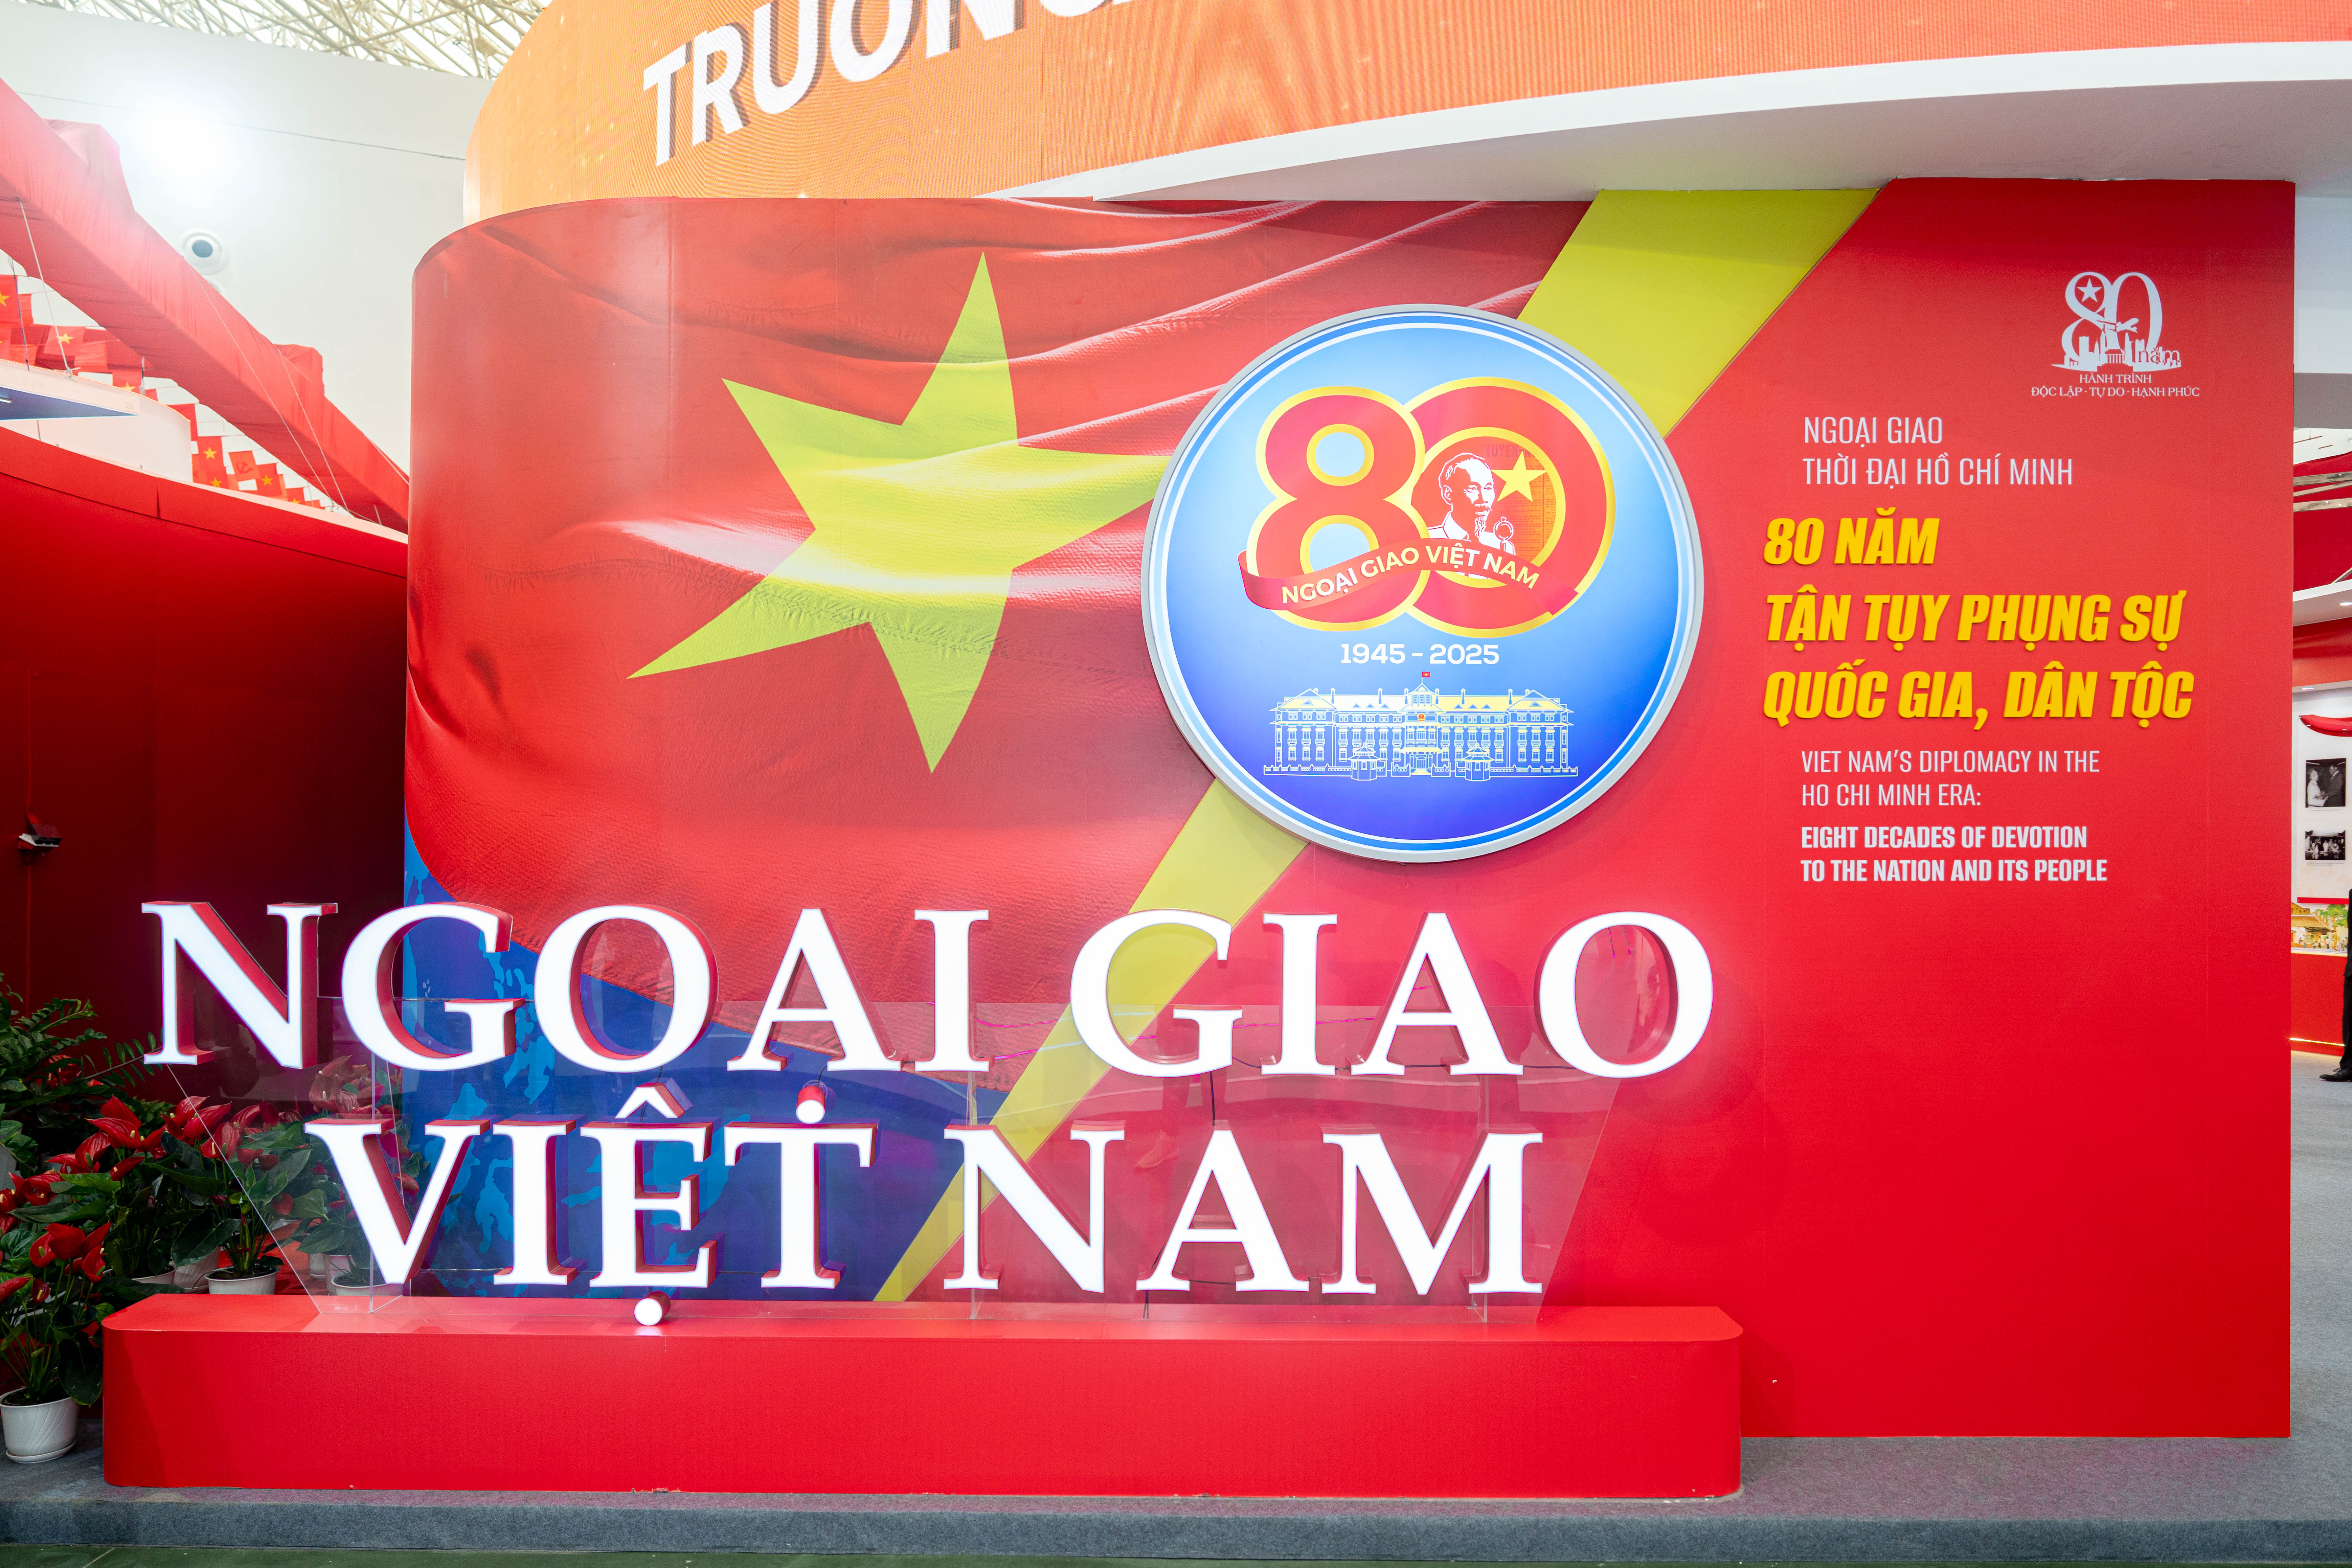 80
năm
HÀNH TRÌNH
ĐỘC LẬP - TỰ DO - HẠNH PHÚC
NGOẠI GIAO
THỜI ĐẠI HỒ CHÍ MINH
80 NĂM
TẬN TỤY PHỤNG SỰ
QUỐC GIA, DÂN TỘC
VIET NAM'S DIPLOMACY IN THE
HO CHI MINH ERA:
EIGHT DECADES OF DEVOTION
TO THE NATION AND ITS PEOPLE
80
NGOẠI GIAO VIỆT NAM
1945 - 2025
NGOẠI GIAO
VIỆT NAM